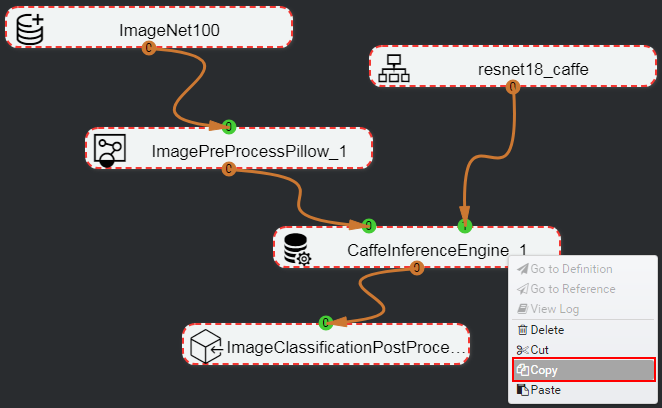 ImageNet100
resnet18_caffe
ImagePreProcessPillow_1
CaffeInferenceEngine_1
ImageClassificationPostProce...
Go to Definition
Go to Reference
View Log
Delete
Cut
Copy
Paste